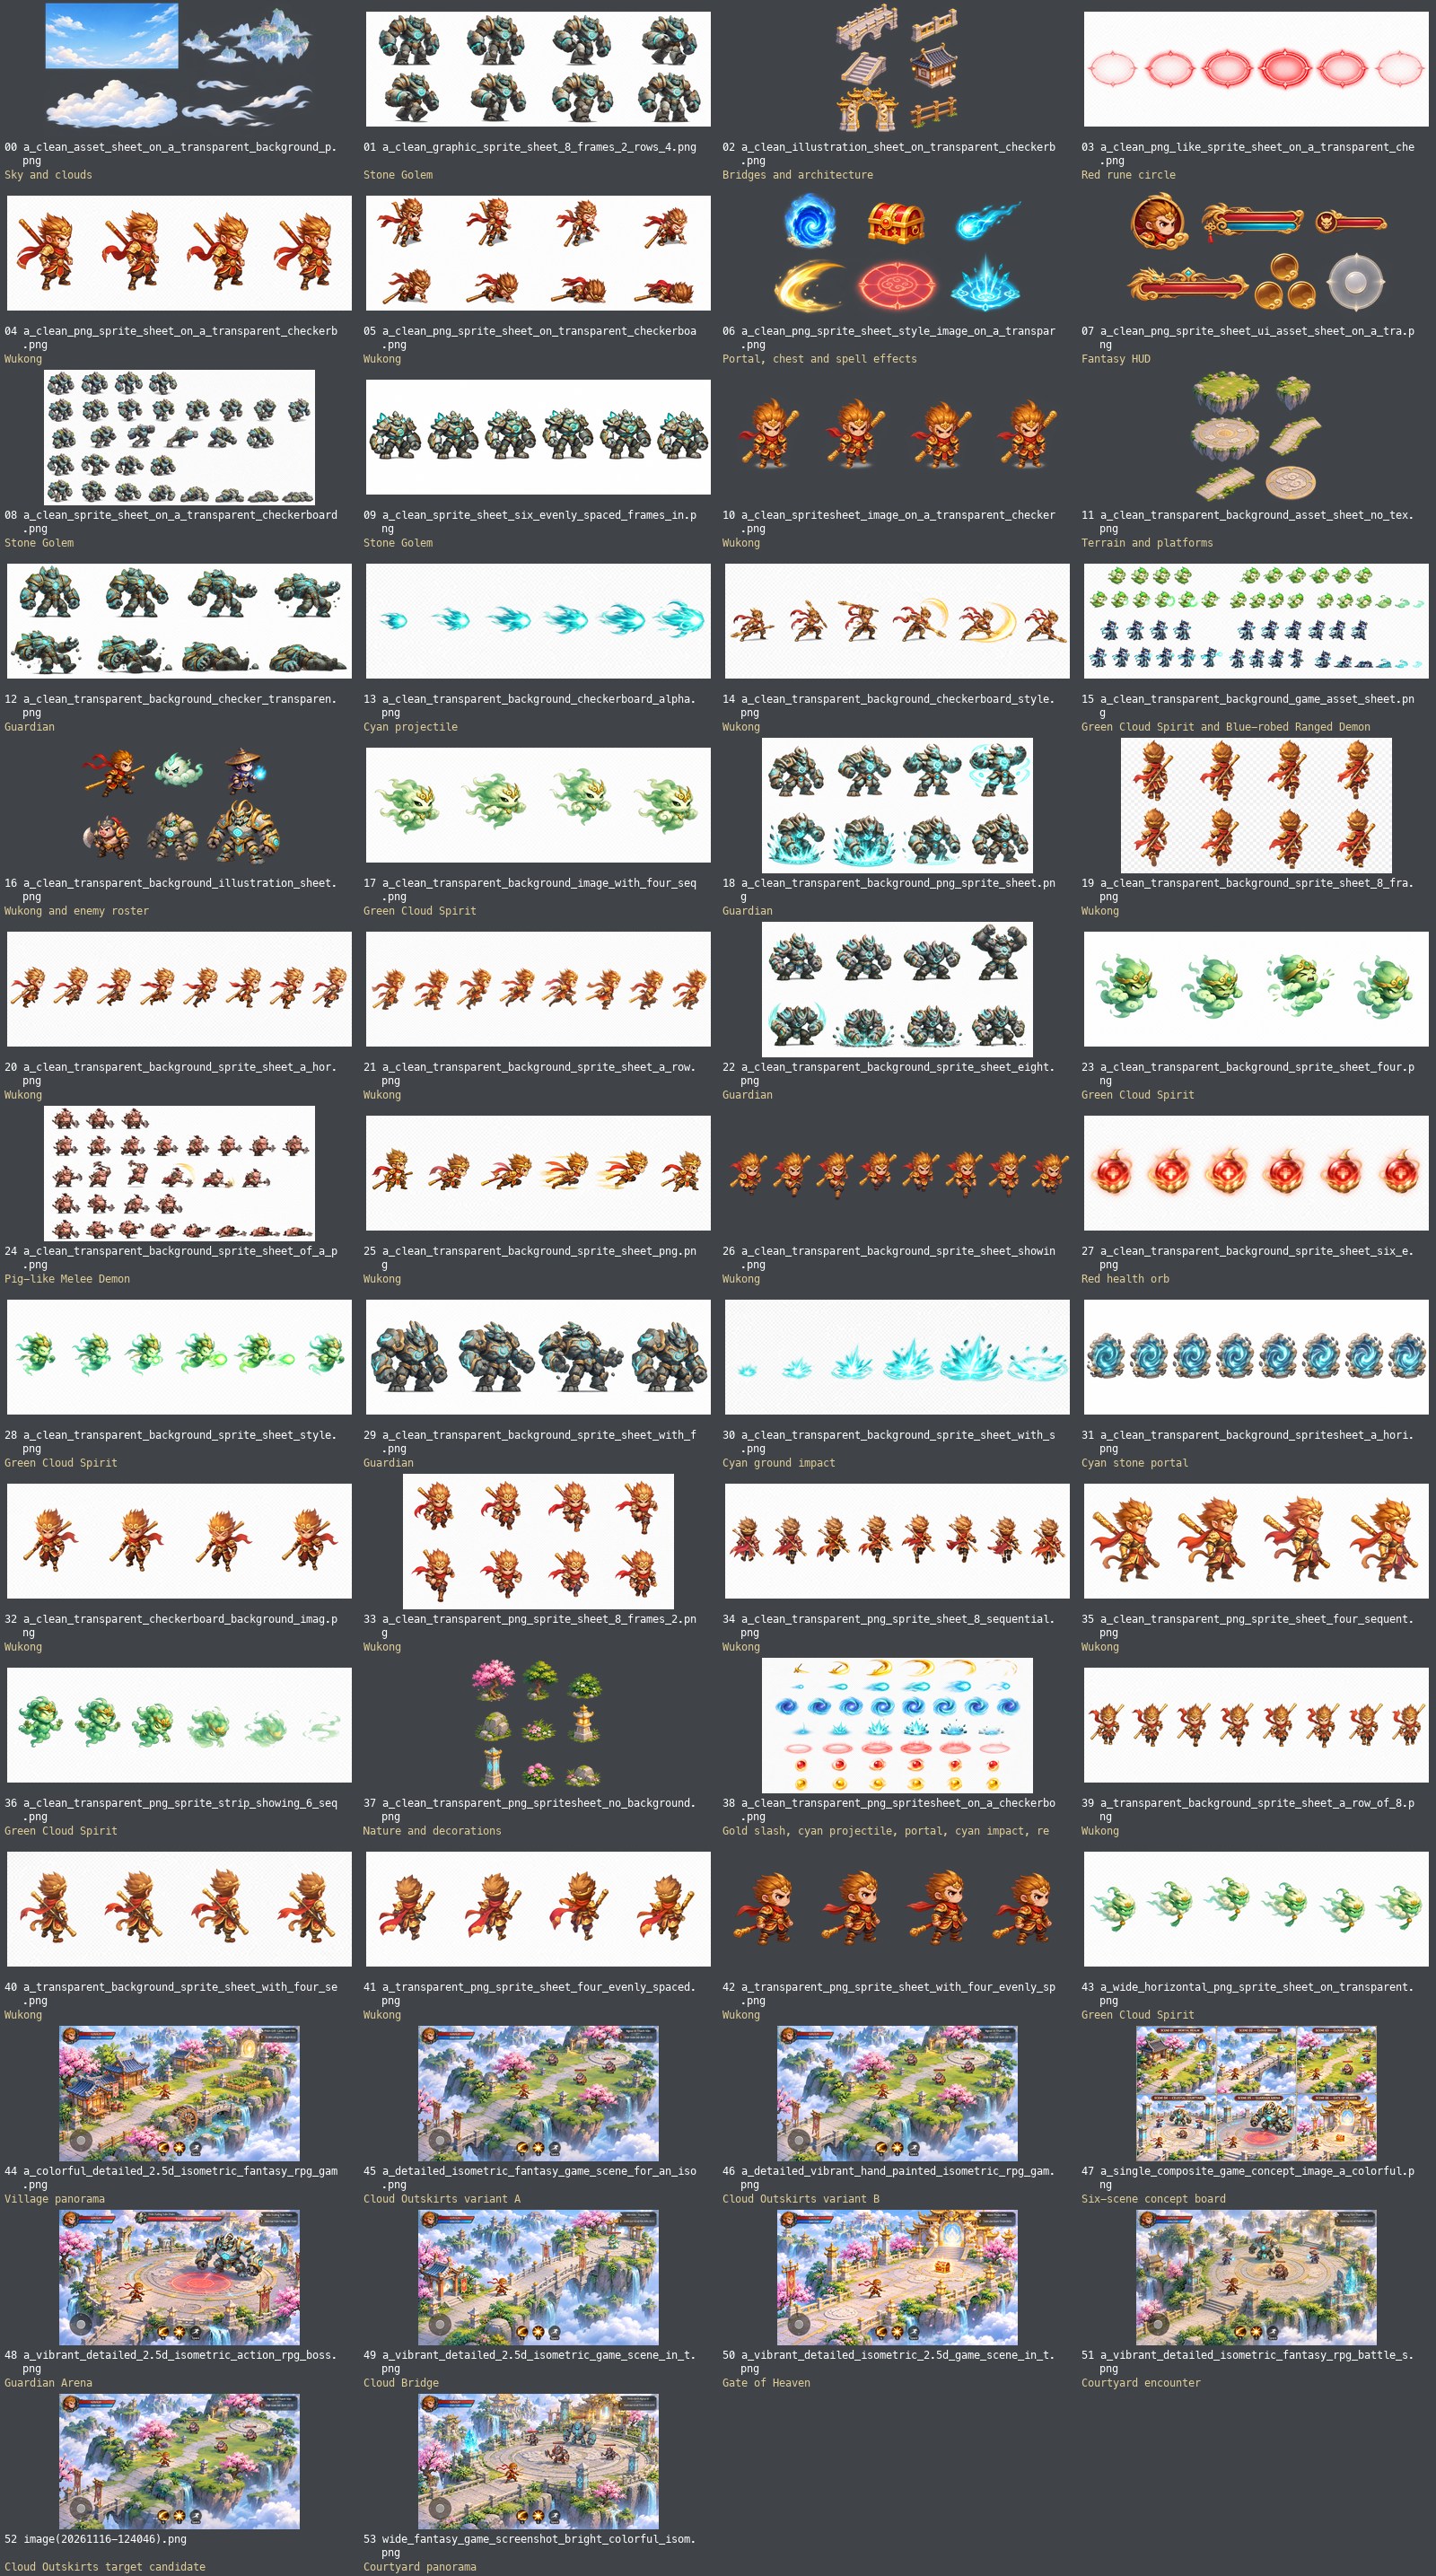 00 a_clean_asset_sheet_on_a_transparent_background_p.
png
Sky and clouds
01 a_clean_graphic_sprite_sheet_8_frames_2_rows_4.png
Stone Golem
02 a_clean_illustration_sheet_on_transparent_checkerb
.png
Bridges and architecture
03 a_clean_png_like_sprite_sheet_on_a_transparent_che
.png
Red rune circle
04 a_clean_png_sprite_sheet_on_a_transparent_checkerb
.png
Wukong
05 a_clean_png_sprite_sheet_on_transparent_checkerboa
.png
Wukong
06 a_clean_png_sprite_sheet_style_image_on_a_transpar
.png
Portal, chest and spell effects
07 a_clean_png_sprite_sheet_ui_asset_sheet_on_a_tra.p
ng
Fantasy HUD
08 a_clean_sprite_sheet_on_a_transparent_checkerboard
.png
Stone Golem
09 a_clean_sprite_sheet_six_evenly_spaced_frames_in.p
ng
Stone Golem
10 a_clean_spritesheet_image_on_a_transparent_checker
.png
Wukong
11 a_clean_transparent_background_asset_sheet_no_tex.
png
Terrain and platforms
12 a_clean_transparent_background_checker_transparen.
png
Guardian
13 a_clean_transparent_background_checkerboard_alpha.
png
Cyan projectile
14 a_clean_transparent_background_checkerboard_style.
png
Wukong
15 a_clean_transparent_background_game_asset_sheet.pn
g
Green Cloud Spirit and Blue-robed Ranged Demon
16 a_clean_transparent_background_illustration_sheet.
png
Wukong and enemy roster
17 a_clean_transparent_background_image_with_four_seq
.png
Green Cloud Spirit
18 a_clean_transparent_background_png_sprite_sheet.pn
g
Guardian
19 a_clean_transparent_background_sprite_sheet_8_fra.
png
Wukong
20 a_clean_transparent_background_sprite_sheet_a_hor.
png
Wukong
21 a_clean_transparent_background_sprite_sheet_a_row.
png
Wukong
22 a_clean_transparent_background_sprite_sheet_eight.
png
Guardian
23 a_clean_transparent_background_sprite_sheet_four.p
ng
Green Cloud Spirit
24 a_clean_transparent_background_sprite_sheet_of_a_p
.png
Pig-like Melee Demon
25 a_clean_transparent_background_sprite_sheet_png.pn
g
Wukong
26 a_clean_transparent_background_sprite_sheet_showin
.png
Wukong
27 a_clean_transparent_background_sprite_sheet_six_e.
png
Red health orb
28 a_clean_transparent_background_sprite_sheet_style.
png
Green Cloud Spirit
29 a_clean_transparent_background_sprite_sheet_with_f
.png
Guardian
30 a_clean_transparent_background_sprite_sheet_with_s
.png
Cyan ground impact
31 a_clean_transparent_background_spritesheet_a_hori.
png
Cyan stone portal
32 a_clean_transparent_checkerboard_background_imag.p
ng
Wukong
33 a_clean_transparent_png_sprite_sheet_8_frames_2.pn
g
Wukong
34 a_clean_transparent_png_sprite_sheet_8_sequential.
png
Wukong
35 a_clean_transparent_png_sprite_sheet_four_sequent.
png
Wukong
36 a_clean_transparent_png_sprite_strip_showing_6_seq
.png
Green Cloud Spirit
37 a_clean_transparent_png_spritesheet_no_background.
png
Nature and decorations
38 a_clean_transparent_png_spritesheet_on_a_checkerbo
.png
Gold slash, cyan projectile, portal, cyan impact, re
39 a_transparent_background_sprite_sheet_a_row_of_8.p
ng
Wukong
40 a_transparent_background_sprite_sheet_with_four_se
.png
Wukong
41 a_transparent_png_sprite_sheet_four_evenly_spaced.
png
Wukong
42 a_transparent_png_sprite_sheet_with_four_evenly_sp
.png
Wukong
43 a_wide_horizontal_png_sprite_sheet_on_transparent.
png
Green Cloud Spirit
44 a_colorful_detailed_2.5d_isometric_fantasy_rpg_gam
.png
Village panorama
45 a_detailed_isometric_fantasy_game_scene_for_an_iso
.png
Cloud Outskirts variant A
46 a_detailed_vibrant_hand_painted_isometric_rpg_gam.
png
Cloud Outskirts variant B
47 a_single_composite_game_concept_image_a_colorful.p
ng
Six-scene concept board
48 a_vibrant_detailed_2.5d_isometric_action_rpg_boss.
png
Guardian Arena
49 a_vibrant_detailed_2.5d_isometric_game_scene_in_t.
png
Cloud Bridge
50 a_vibrant_detailed_isometric_2.5d_game_scene_in_t.
png
Gate of Heaven
51 a_vibrant_detailed_isometric_fantasy_rpg_battle_s.
png
Courtyard encounter
52 image(20261116-124046).png
Cloud Outskirts target candidate
53 wide_fantasy_game_screenshot_bright_colorful_isom.
png
Courtyard panorama